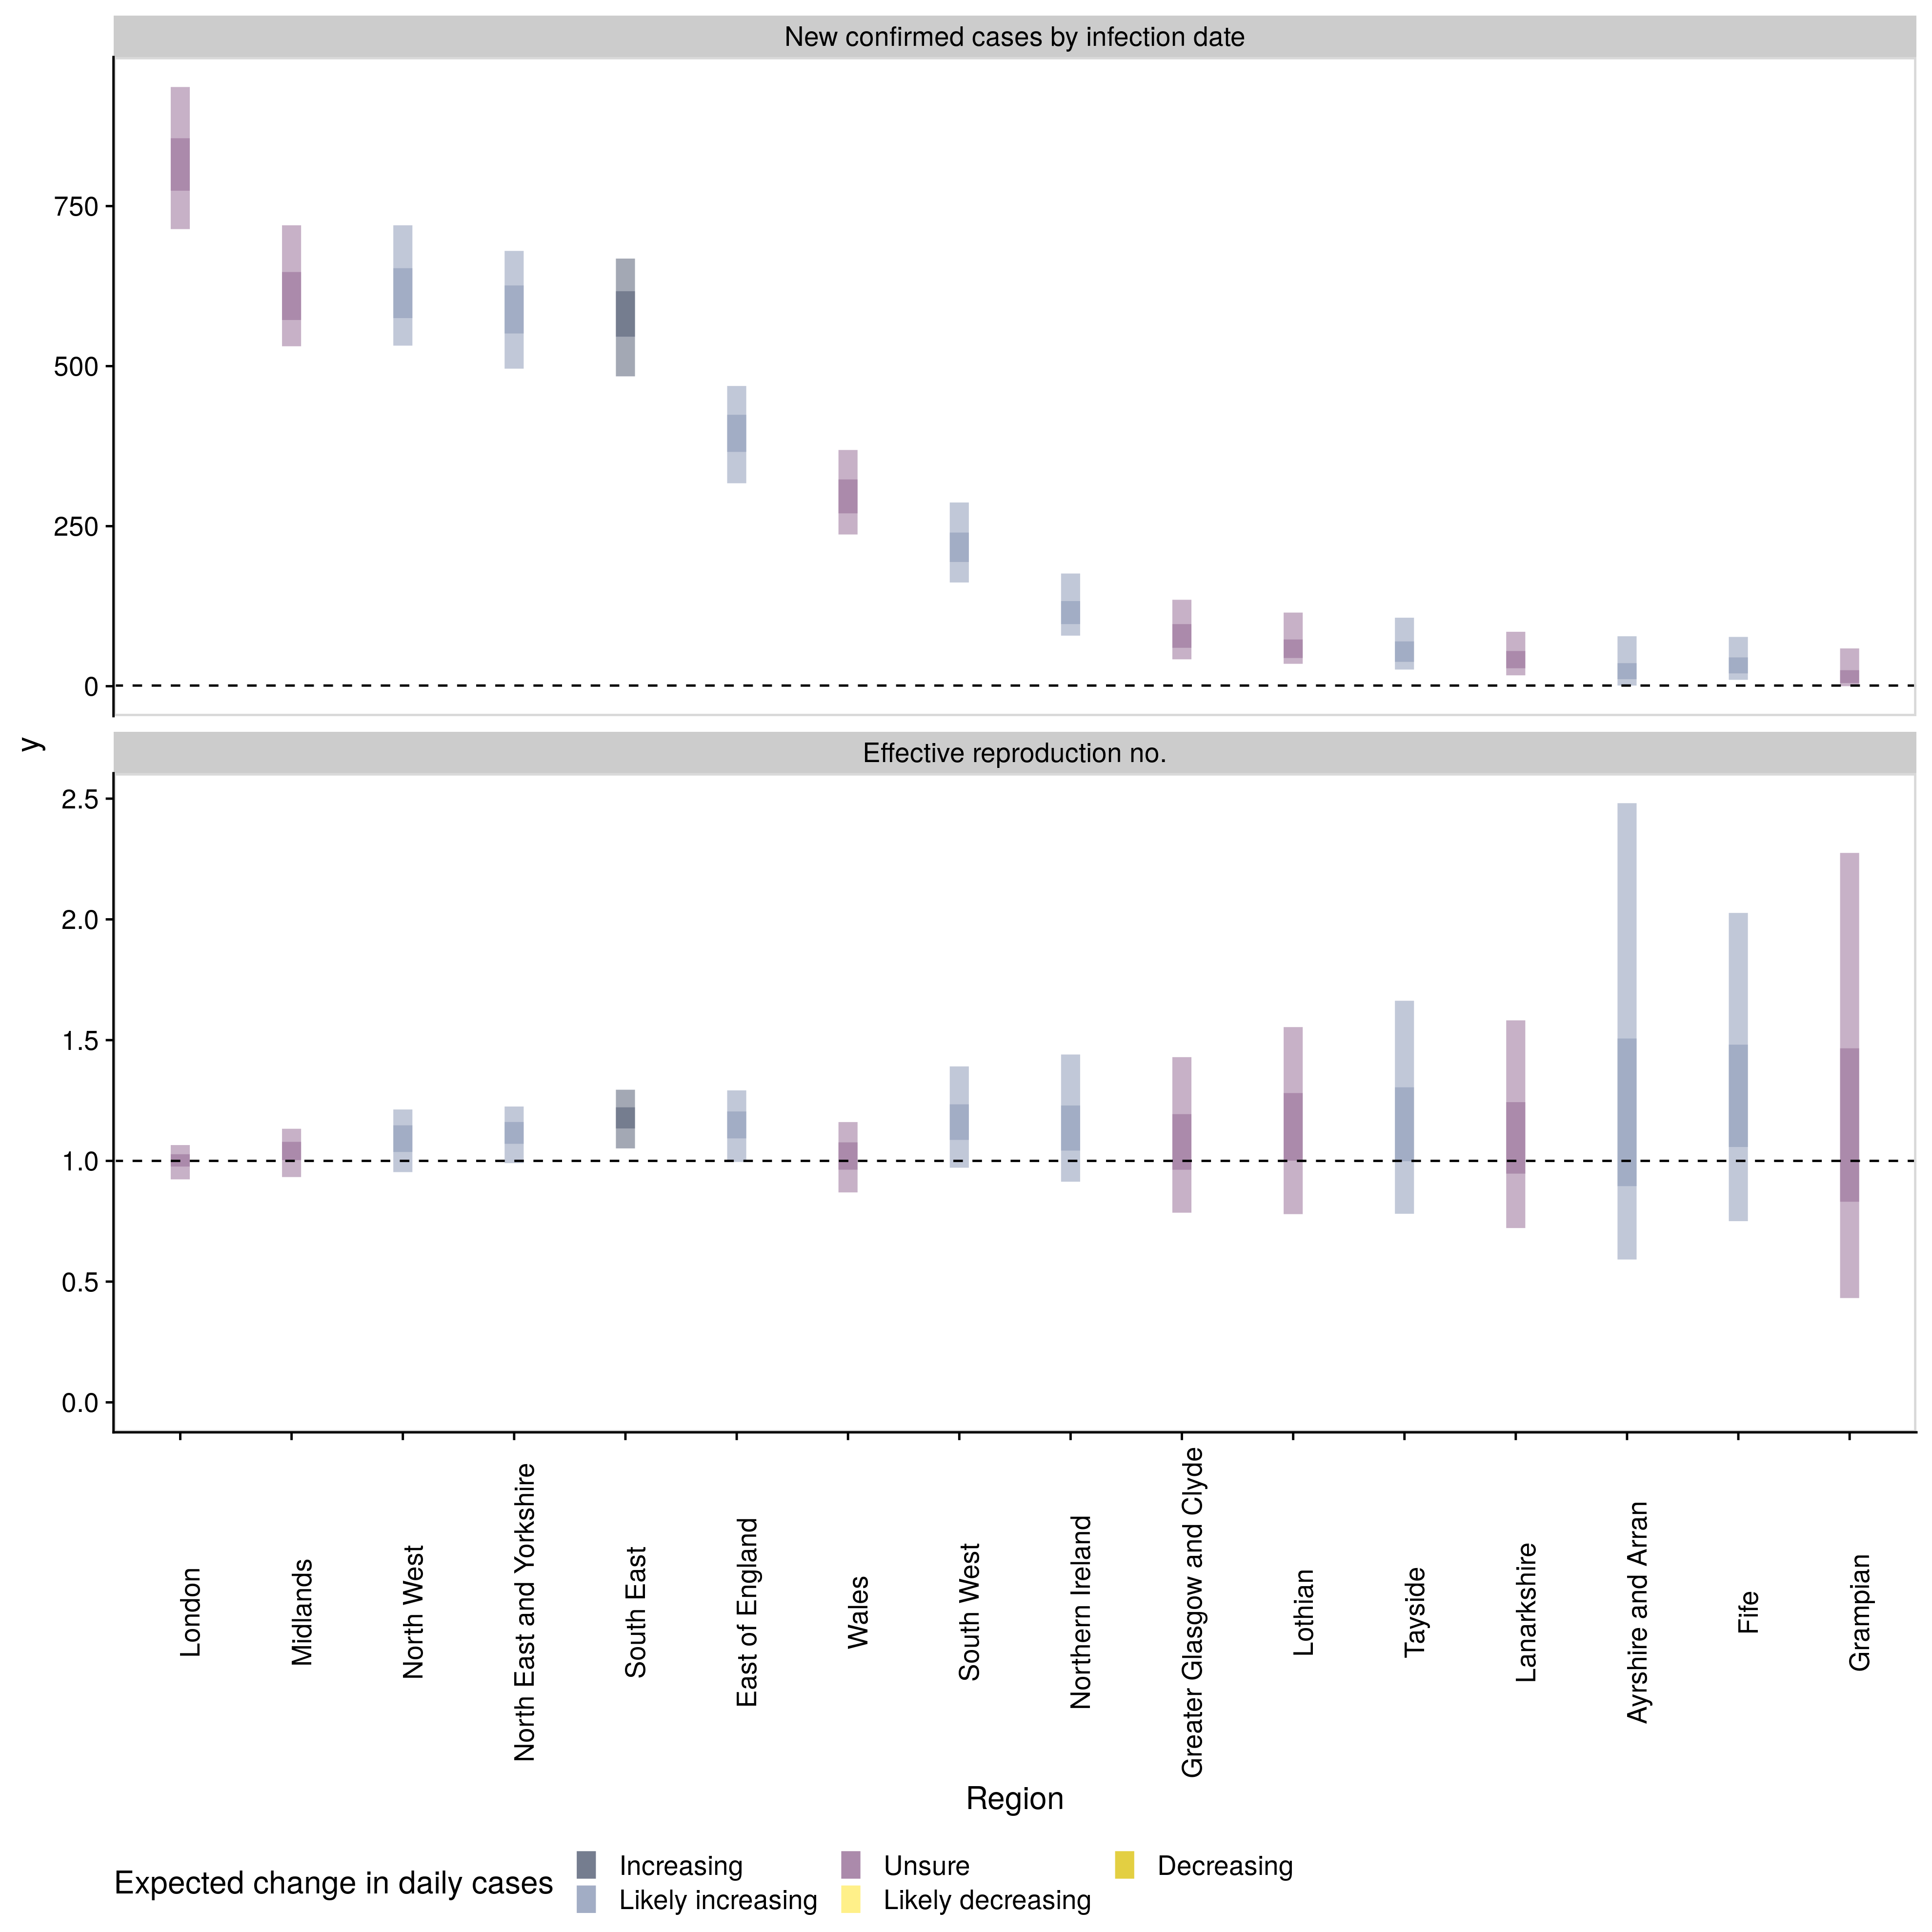 New confirmed cases by infection date
750
500
250
0
y
Effective reproduction no.
2.5
2.0
1.5
1.0
0.5
0.0
London
Midlands
North West
North East and Yorkshire
South East
East of England
Wales
South West
Northern Ireland
Greater Glasgow and Clyde
Lothian
Tayside
Lanarkshire
Ayrshire and Arran
Fife
Grampian
Region
Expected change in daily cases
Increasing
Likely increasing
Unsure
Likely decreasing
Decreasing